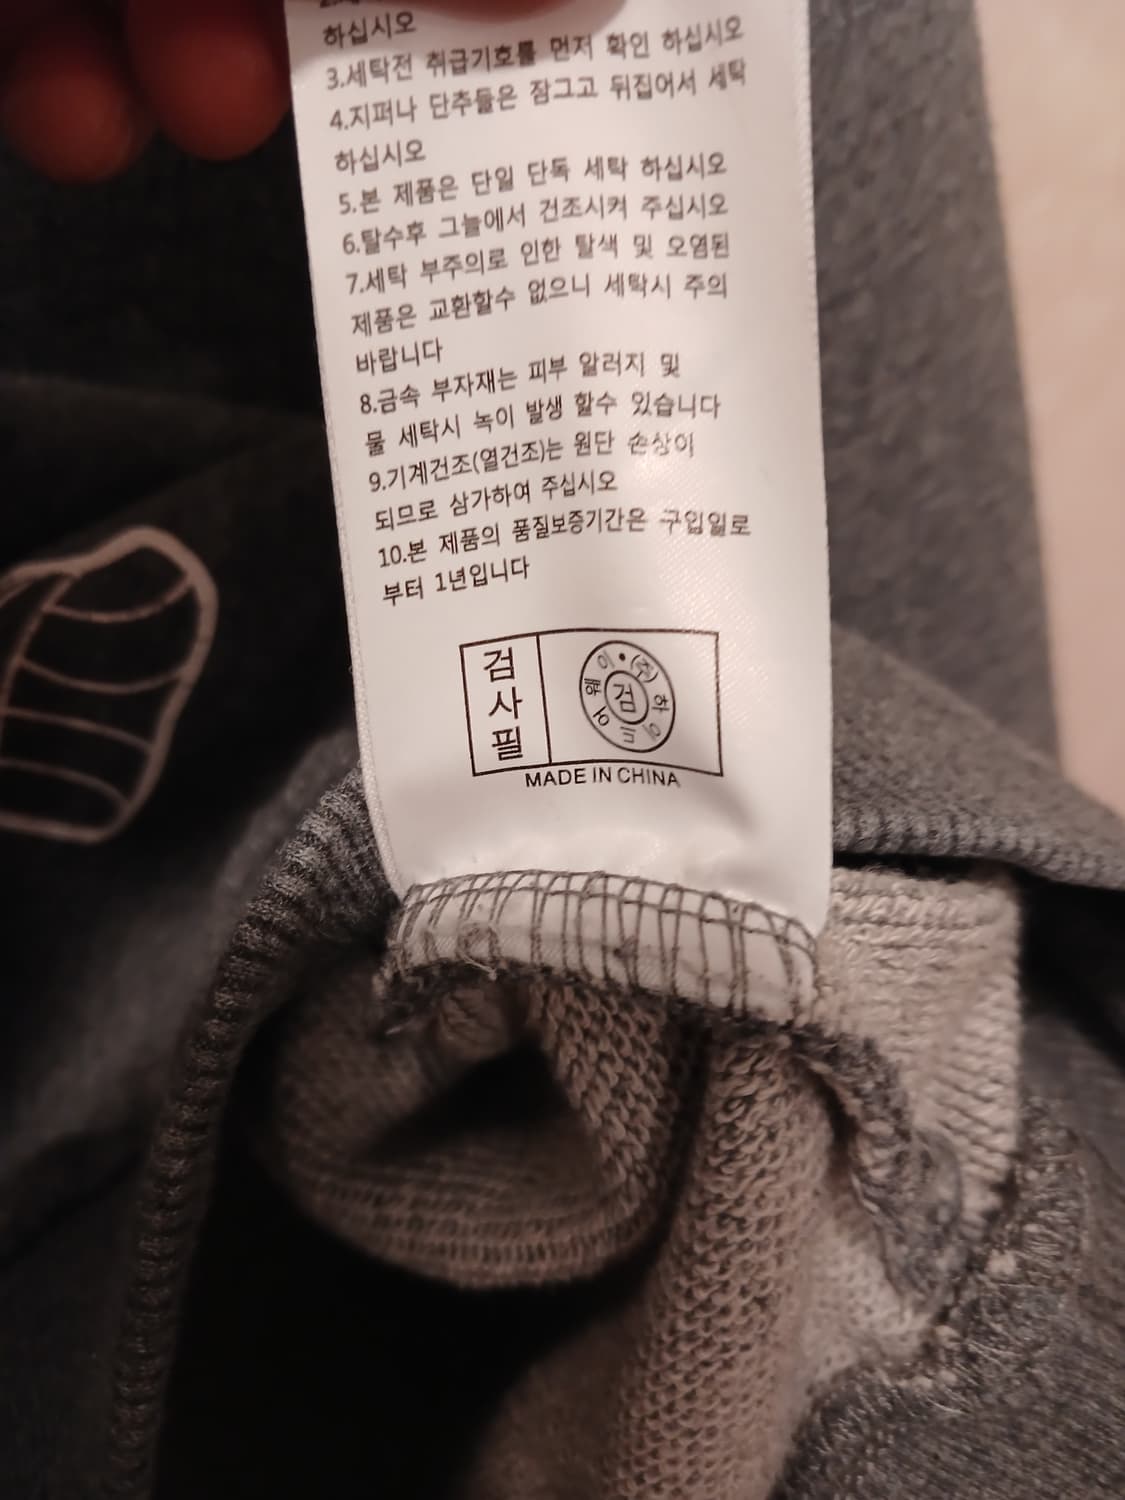 하십시오
3.세탁전 취급기호를 먼저 확인 하십시오
4.지퍼나 단추들은 잠그고 뒤집어서 세탁
하십시오
5.본 제품은 단일 단독 세탁 하십시오
6.탈수후 그늘에서 건조시켜 주십시오
7.세탁 부주의로 인한 탈색 및 오염된
제품은 교환할수 없으니 세탁시 주의
바랍니다
8.금속 부자재는 피부 알러지 및
물 세탁시 녹이 발생 할수 있습니다
9.기계건조(열건조)는 원단 손상이
되므로 삼가하여 주십시오
10.본 제품의 품질보증기간은 구입일로
부터 1년입니다
검사필
(주)하이라이트웨이
검
MADE IN CHINA